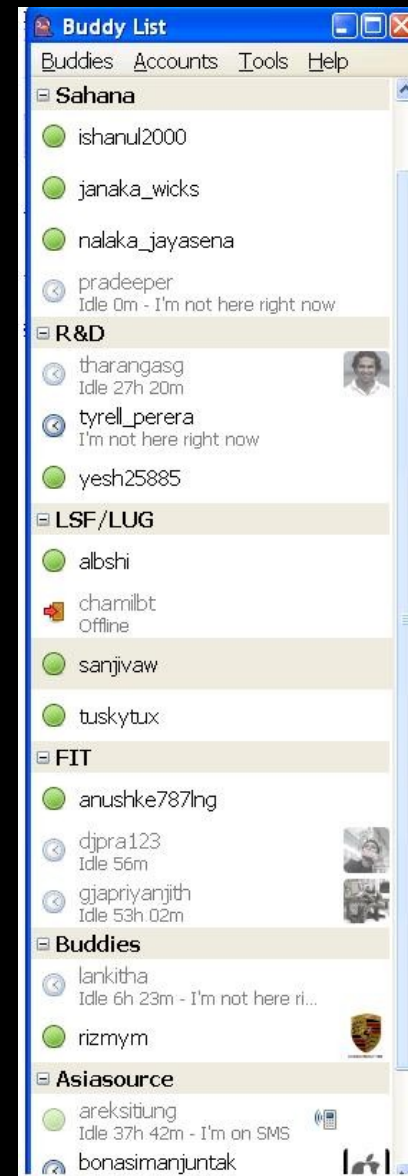 Buddy List
Buddies Accounts Tools Help
Sahana
ishanul2000
janaka_wicks
nalaka_jayasena
pradeeper
Idle 0m - I'm not here right now
R&D
tharangasg
Idle 27h 20m
tyrell_perera
I'm not here right now
yesh25885
LSF/LUG
albshi
chamilbt
Offline
sanjivaw
tuskytux
FIT
anushke787lng
djpra123
Idle 56m
gjapriyanjith
Idle 53h 02m
Buddies
lankitha
Idle 6h 23m - I'm not here ri...
rizmym
Asiasource
areksitiung
Idle 37h 42m - I'm on SMS
bonasimanjuntak